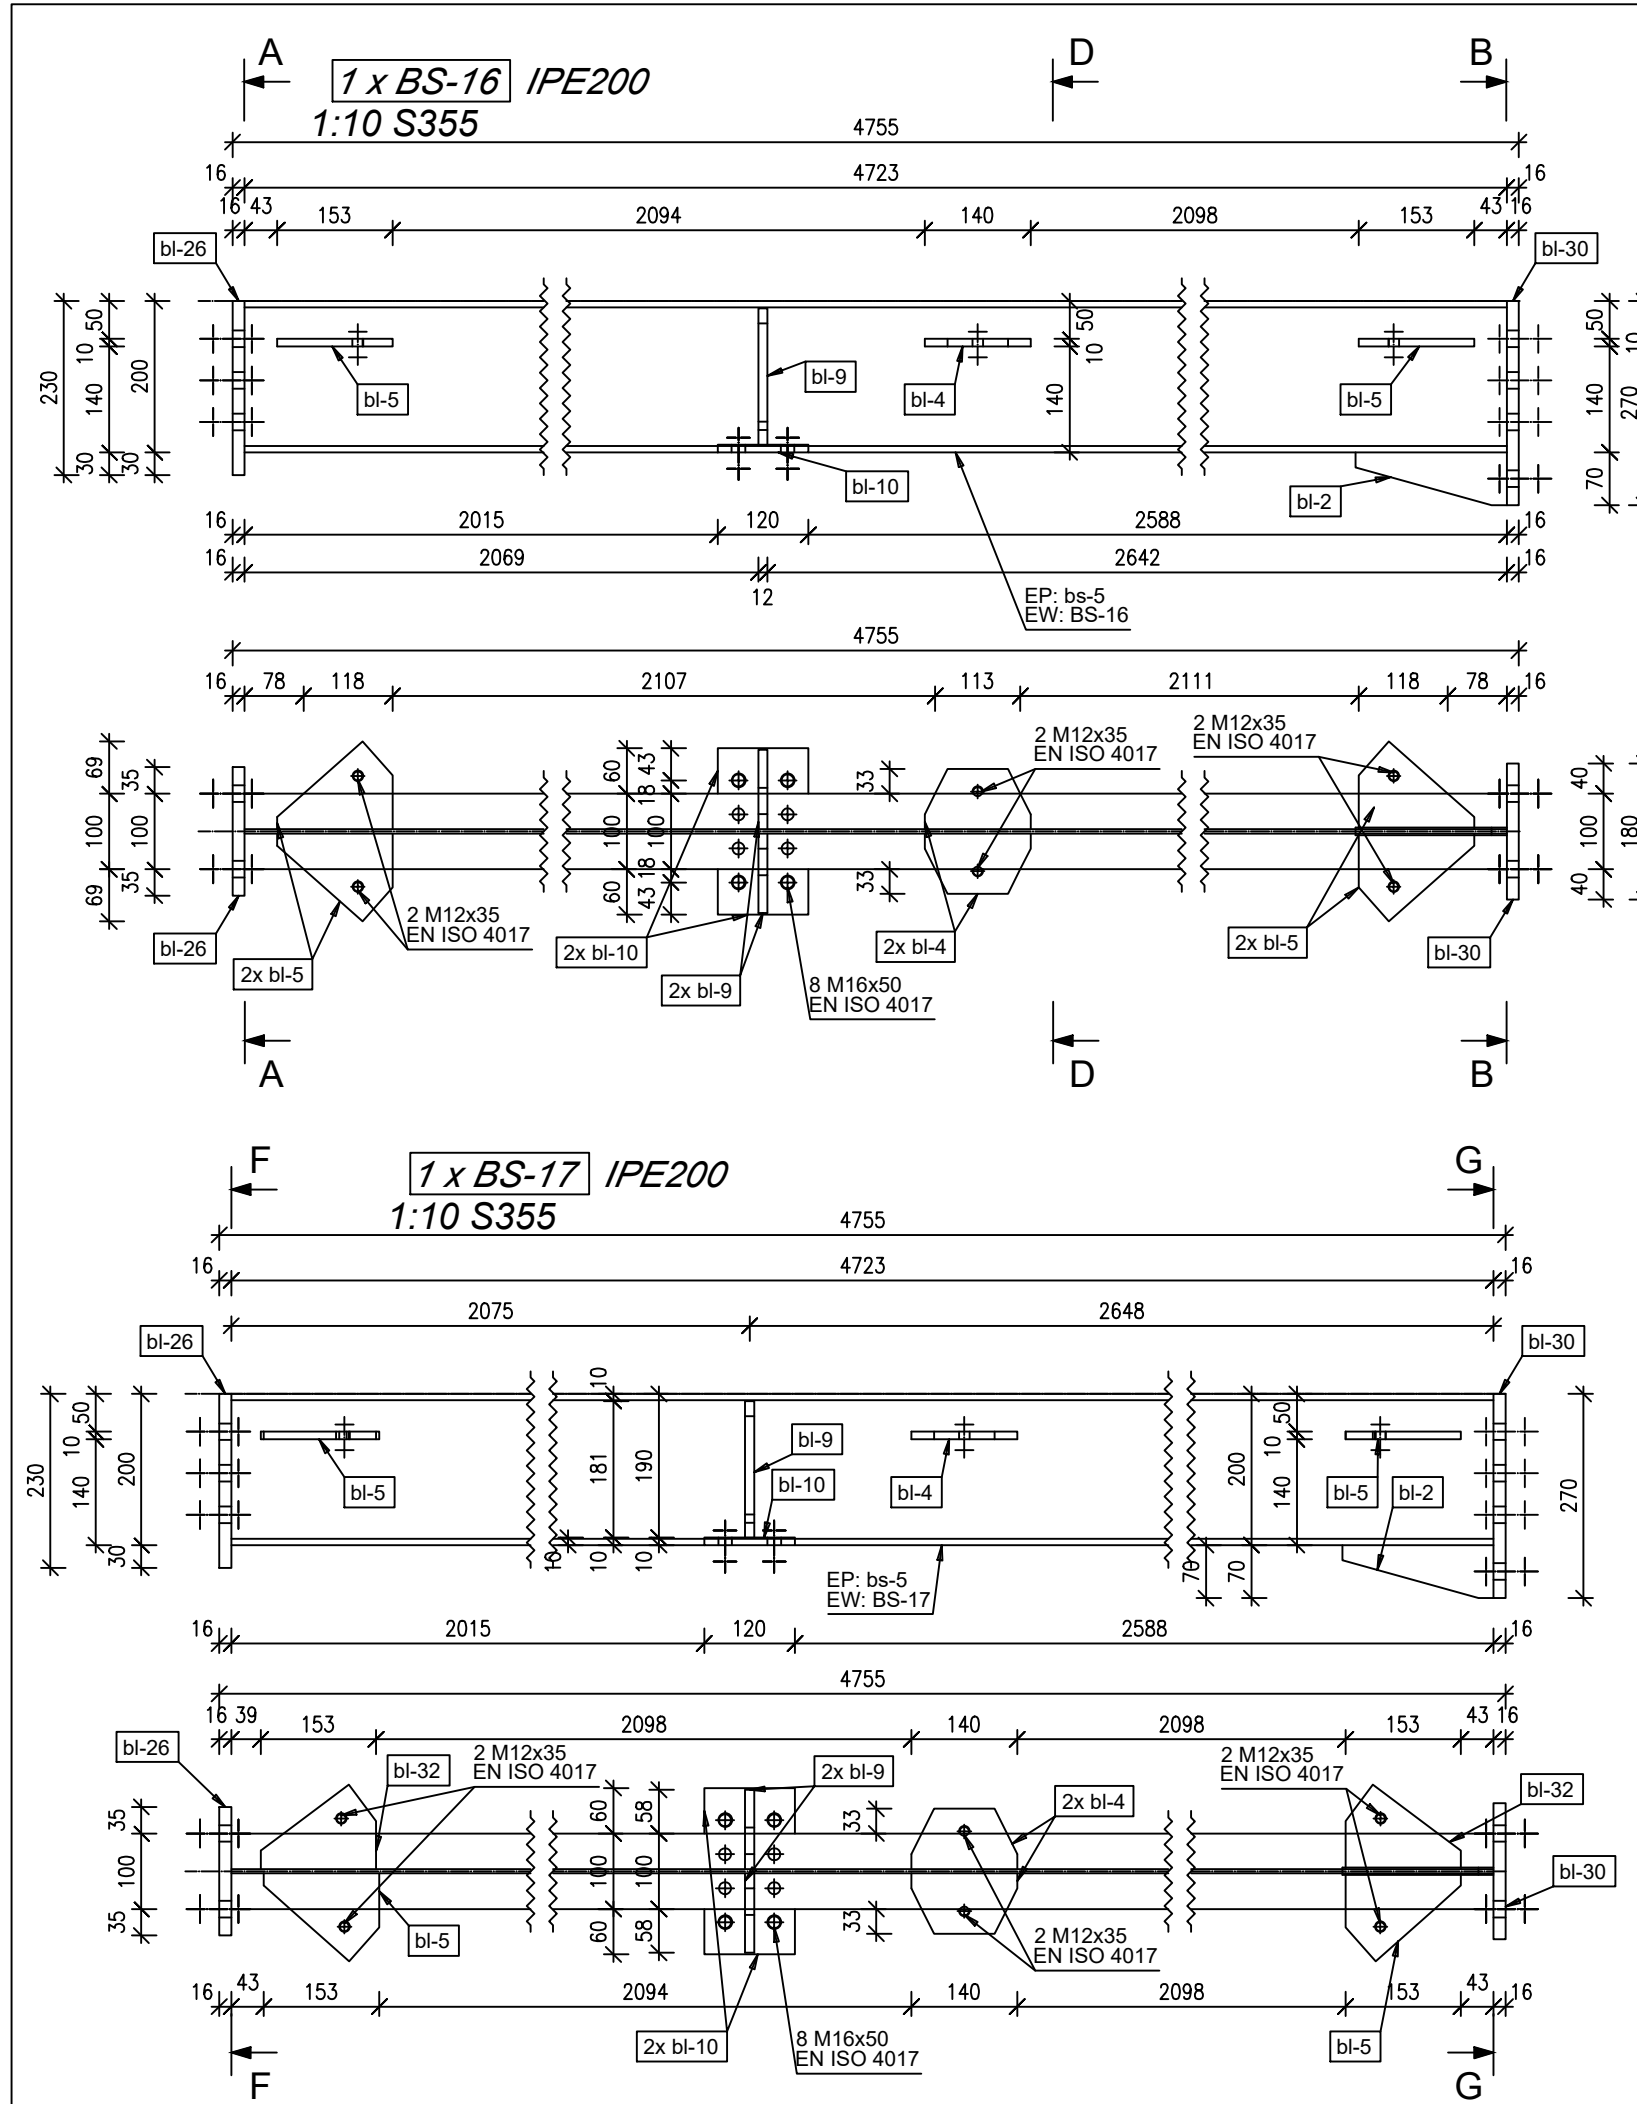 A D B
1 x BS-16 IPE200
1:10 S355
4755
16 4723 16
16 43 153 2094 140 2098 153 43 16
bl-26 bl-30
230 50 10 140 30 200 30
bl-5 bl-9 bl-4 50 10 140 bl-5
50 10 140 70 270
bl-10 bl-2
16 2015 120 2588 16
16 2069 12 2642 16
EP: bs-5
EW: BS-16
4755
16 78 118 2107 113 2111 118 78 16
2 M12x35
EN ISO 4017
2 M12x35
EN ISO 4017
69 100 69 35 100 35
60 100 60 43 18 100 18 43
33 33
40 100 40 180
2 M12x35
EN ISO 4017
bl-26 2x bl-5 2x bl-10 2x bl-9 2x bl-4 2x bl-5 bl-30
8 M16x50
EN ISO 4017
A D B
F G
1 x BS-17 IPE200
1:10 S355
4755
16 4723 16
2075 2648
bl-26 bl-30
230 50 10 140 30 200
10 181 10 10 190 10
200 70 50 10 140 70 270
bl-5 bl-9 bl-10 bl-4 bl-5 bl-2
EP: bs-5
EW: BS-17
16 2015 120 2588 16
4755
16 39 153 2098 140 2098 153 43 16
bl-26 bl-32
2 M12x35
EN ISO 4017
2x bl-9 2x bl-4
2 M12x35
EN ISO 4017
bl-32
bl-30
35 100 35
60 100 60 58 100 58
33 33
bl-5
2 M12x35
EN ISO 4017
16 43 153 2094 140 2098 153 43 16
2x bl-10
8 M16x50
EN ISO 4017
bl-5
F G